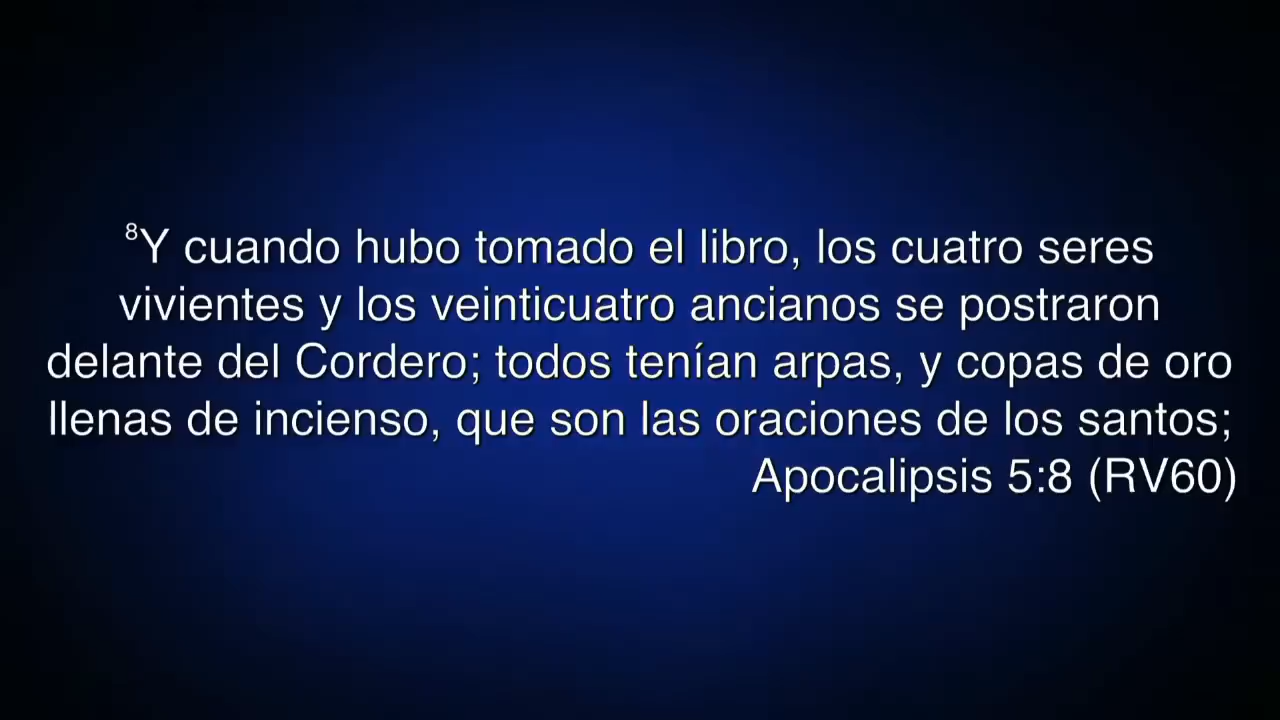 ⁸Y cuando hubo tomado el libro, los cuatro seres
vivientes y los veinticuatro ancianos se postraron
delante del Cordero; todos tenían arpas, y copas de oro
llenas de incienso, que son las oraciones de los santos;
Apocalipsis 5:8 (RV60)